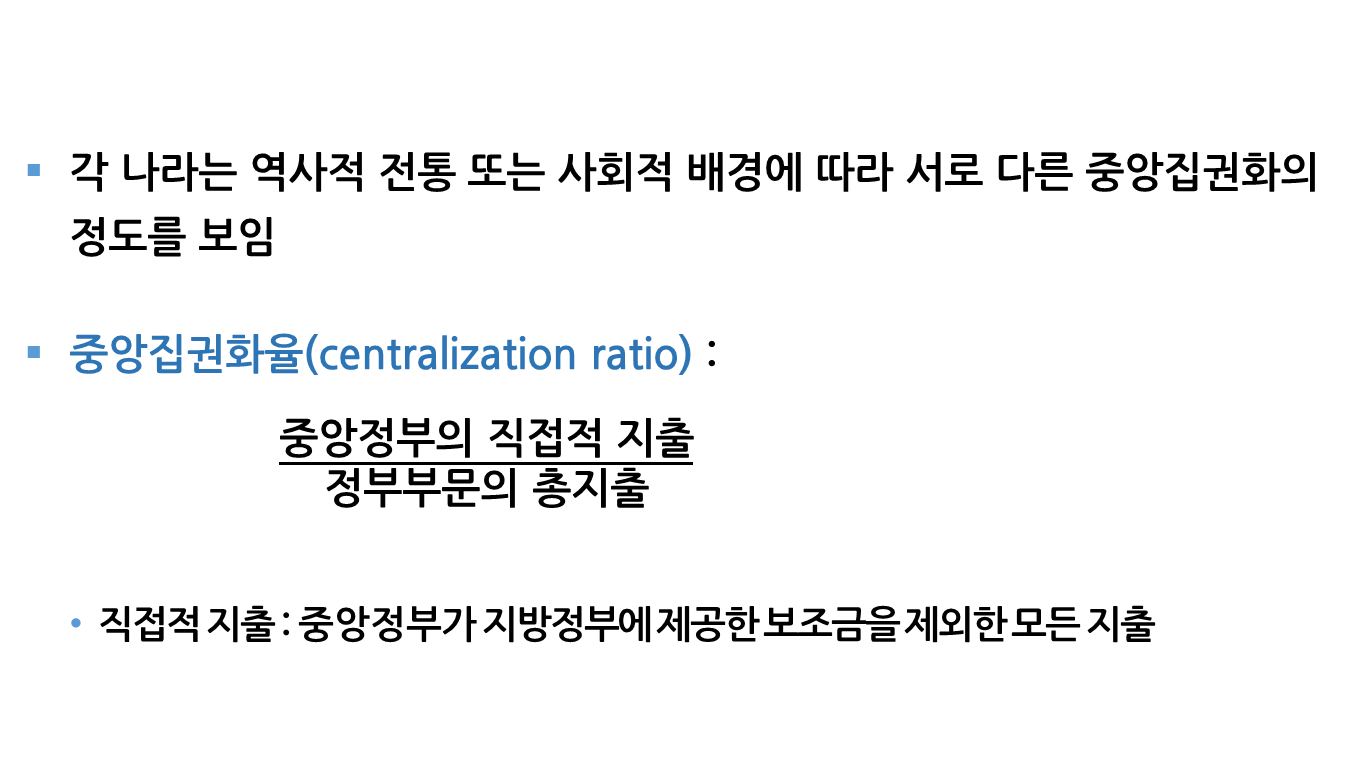 ▪ 각 나라는 역사적 전통 또는 사회적 배경에 따라 서로 다른 중앙집권화의
정도를 보임
▪ 중앙집권화율(centralization ratio) :
중앙정부의 직접적 지출
정부부문의 총지출
• 직접적 지출 : 중앙정부가 지방정부에 제공한 보조금을 제외한 모든 지출